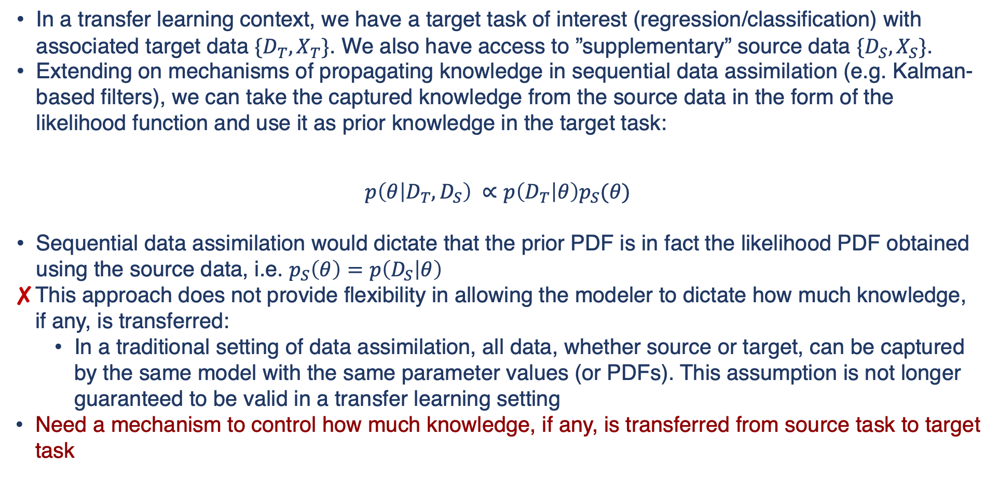 • In a transfer learning context, we have a target task of interest (regression/classification) with
associated target data {D_T, X_T}. We also have access to ”supplementary” source data {D_S, X_S}.
• Extending on mechanisms of propagating knowledge in sequential data assimilation (e.g. Kalman-
based filters), we can take the captured knowledge from the source data in the form of the
likelihood function and use it as prior knowledge in the target task:
p(θ|D_T, D_S) ∝ p(D_T|θ)p_S(θ)
• Sequential data assimilation would dictate that the prior PDF is in fact the likelihood PDF obtained
using the source data, i.e. p_S(θ) = p(D_S|θ)
✗ This approach does not provide flexibility in allowing the modeler to dictate how much knowledge,
if any, is transferred:
• In a traditional setting of data assimilation, all data, whether source or target, can be captured
by the same model with the same parameter values (or PDFs). This assumption is not longer
guaranteed to be valid in a transfer learning setting
• Need a mechanism to control how much knowledge, if any, is transferred from source task to target
task